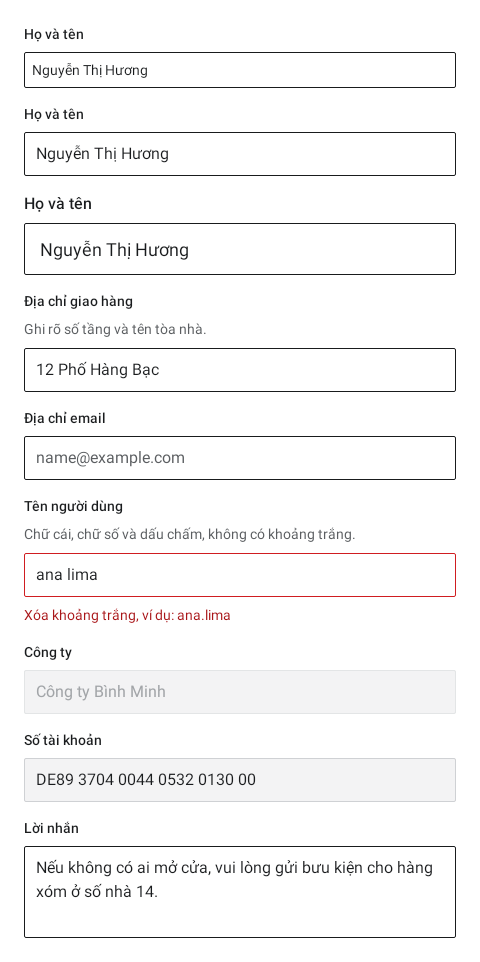 Họ và tên
Nguyễn Thị Hương
Họ và tên
Nguyễn Thị Hương
Họ và tên
Nguyễn Thị Hương
Địa chỉ giao hàng
Ghi rõ số tầng và tên tòa nhà.
12 Phố Hàng Bạc
Địa chỉ email
name@example.com
Tên người dùng
Chữ cái, chữ số và dấu chấm, không có khoảng trắng.
ana lima
Xóa khoảng trắng, ví dụ: ana.lima
Công ty
Công ty Bình Minh
Số tài khoản
DE89 3704 0044 0532 0130 00
Lời nhắn
Nếu không có ai mở cửa, vui lòng gửi bưu kiện cho hàng
xóm ở số nhà 14.